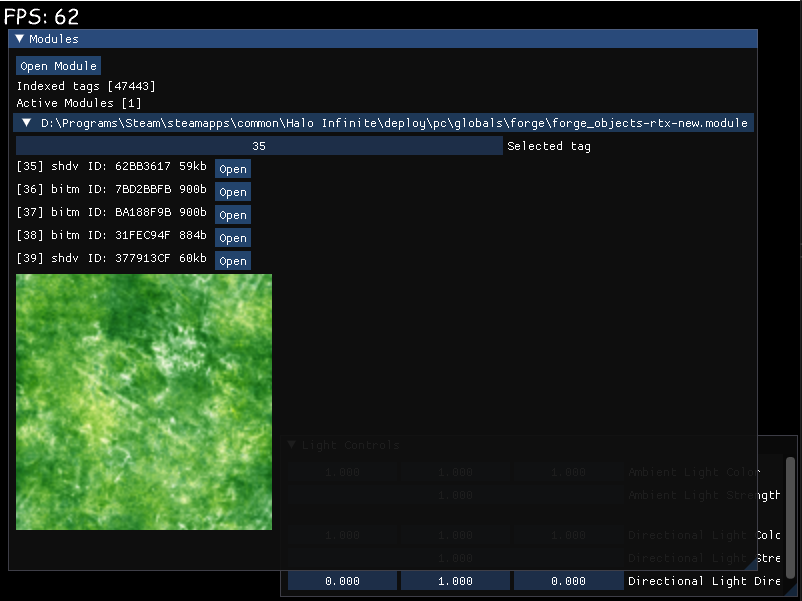 FPS: 62
Modules
Open Module
Indexed tags [47443]
Active Modules [1]
D:\Programs\Steam\steamapps\common\Halo Infinite\deploy\pc\globals\forge\forge_objects-rtx-new.module
35 Selected tag
[35] shdv ID: 62BB3617 59kb Open
[36] bitm ID: 7BD2BBFB 900b Open
[37] bitm ID: BA188F9B 900b Open
[38] bitm ID: 31FEC94F 884b Open
[39] shdv ID: 377913CF 60kb Open
Light Controls
1.000 1.000 1.000 Ambient Light Color
1.000 Ambient Light Strength
1.000 1.000 1.000 Directional Light Colo
1.000 Directional Light Stre
0.000 1.000 0.000 Directional Light Dire